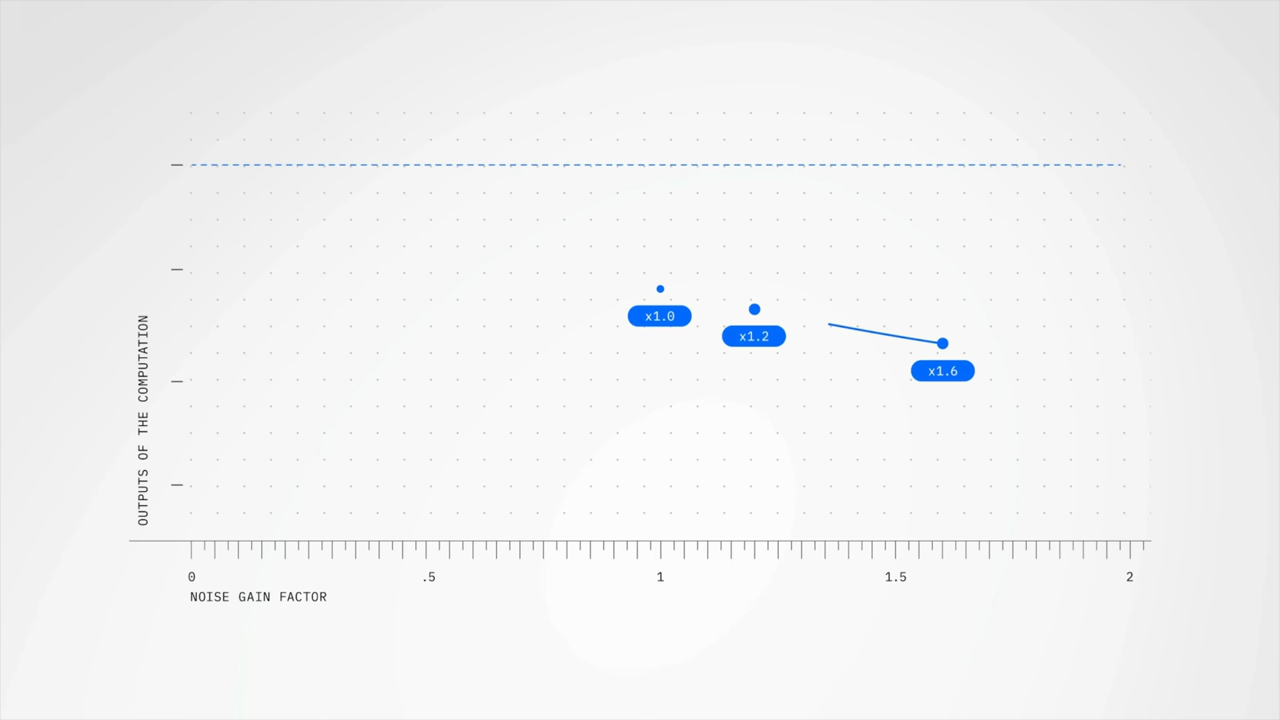 x1.0
x1.2
x1.6
OUTPUTS OF THE COMPUTATION
0 .5 1 1.5 2
NOISE GAIN FACTOR